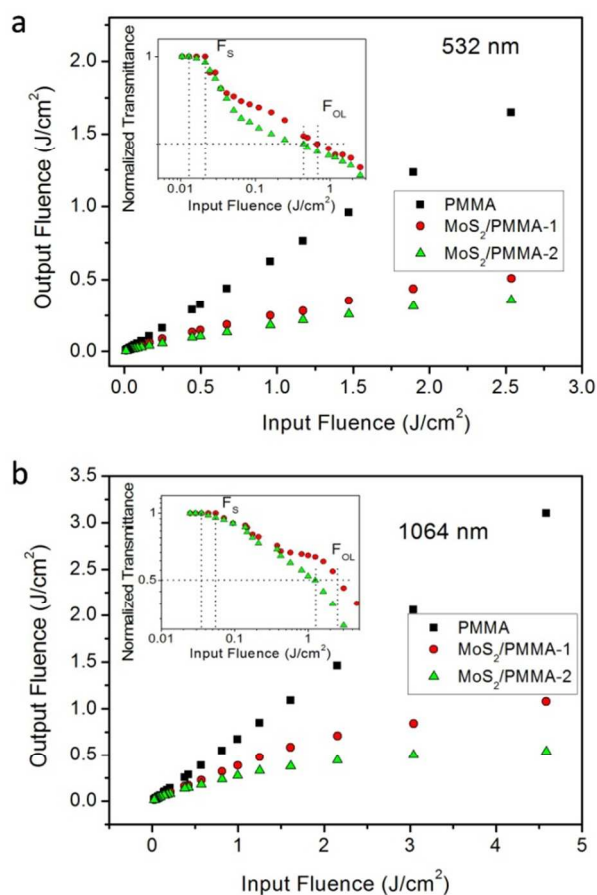 a
532 nm
Output Fluence (J/cm²)
2.0
1.5
1.0
0.5
0.0
Normalized Transmittance
1
F_S
F_OL
0.01
0.1
1
Input Fluence (J/cm²)
PMMA
MoS₂/PMMA-1
MoS₂/PMMA-2
0.0
0.5
1.0
1.5
2.0
2.5
3.0
Input Fluence (J/cm²)
b
1064 nm
Output Fluence (J/cm²)
3.5
3.0
2.5
2.0
1.5
1.0
0.5
0.0
Normalized Transmittance
1
0.5
F_S
F_OL
0.01
0.1
1
Input Fluence (J/cm²)
PMMA
MoS₂/PMMA-1
MoS₂/PMMA-2
0
1
2
3
4
5
Input Fluence (J/cm²)